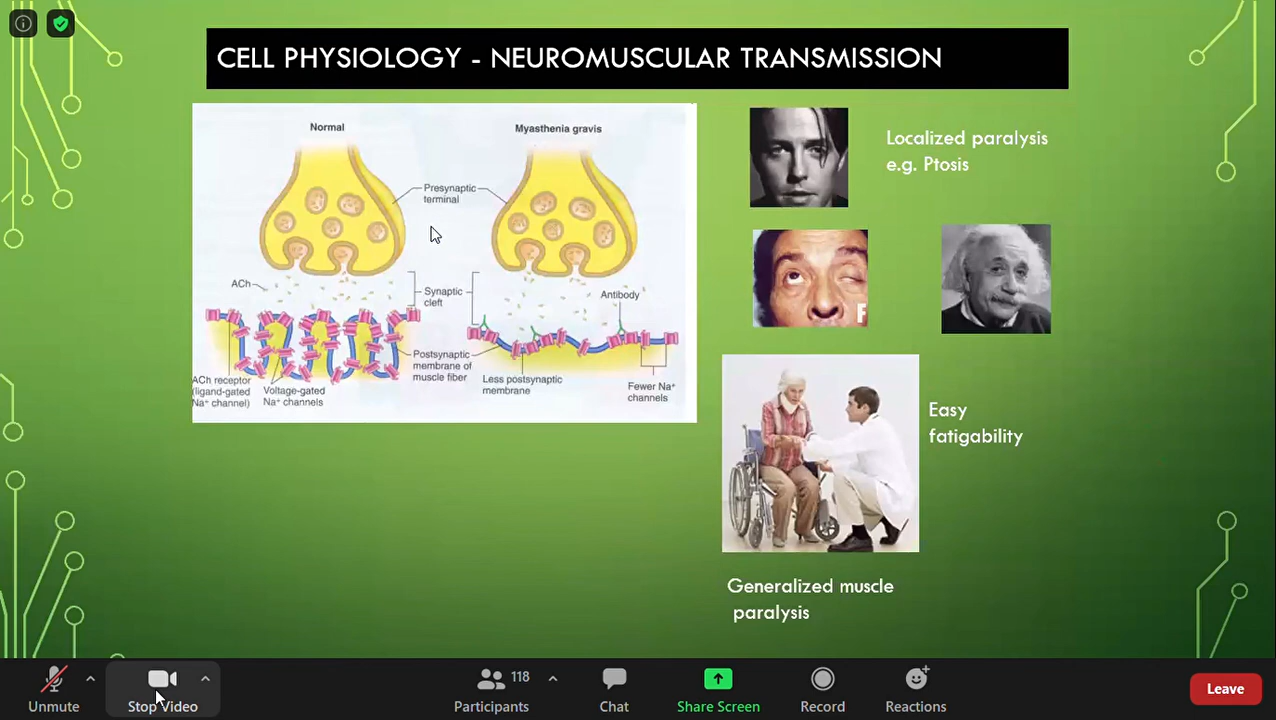 CELL PHYSIOLOGY - NEUROMUSCULAR TRANSMISSION
Normal
Myasthenia gravis
Presynaptic
terminal
ACh
Synaptic
cleft
Antibody
Postsynaptic
membrane of
muscle fiber
ACh receptor
(ligand-gated
Na⁺ channel)
Voltage-gated
Na⁺ channels
Less postsynaptic
membrane
Fewer Na⁺
channels
Localized paralysis
e.g. Ptosis
F
Easy
fatigability
Generalized muscle
paralysis
Unmute
Stop Video
Participants
118
Chat
Share Screen
Record
Reactions
Leave